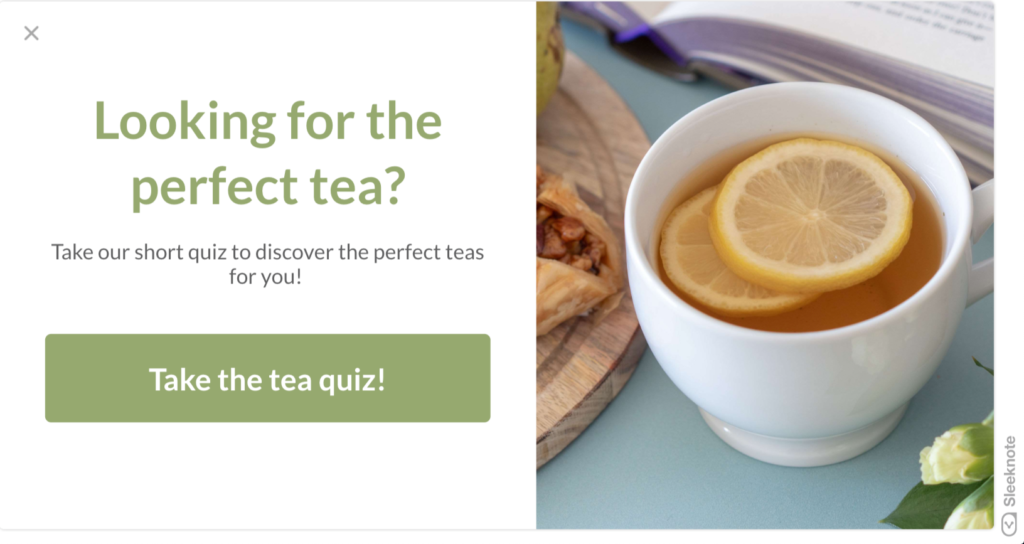 Looking for the
perfect tea?
Take our short quiz to discover the perfect teas
for you!
Take the tea quiz!
Sleeknote